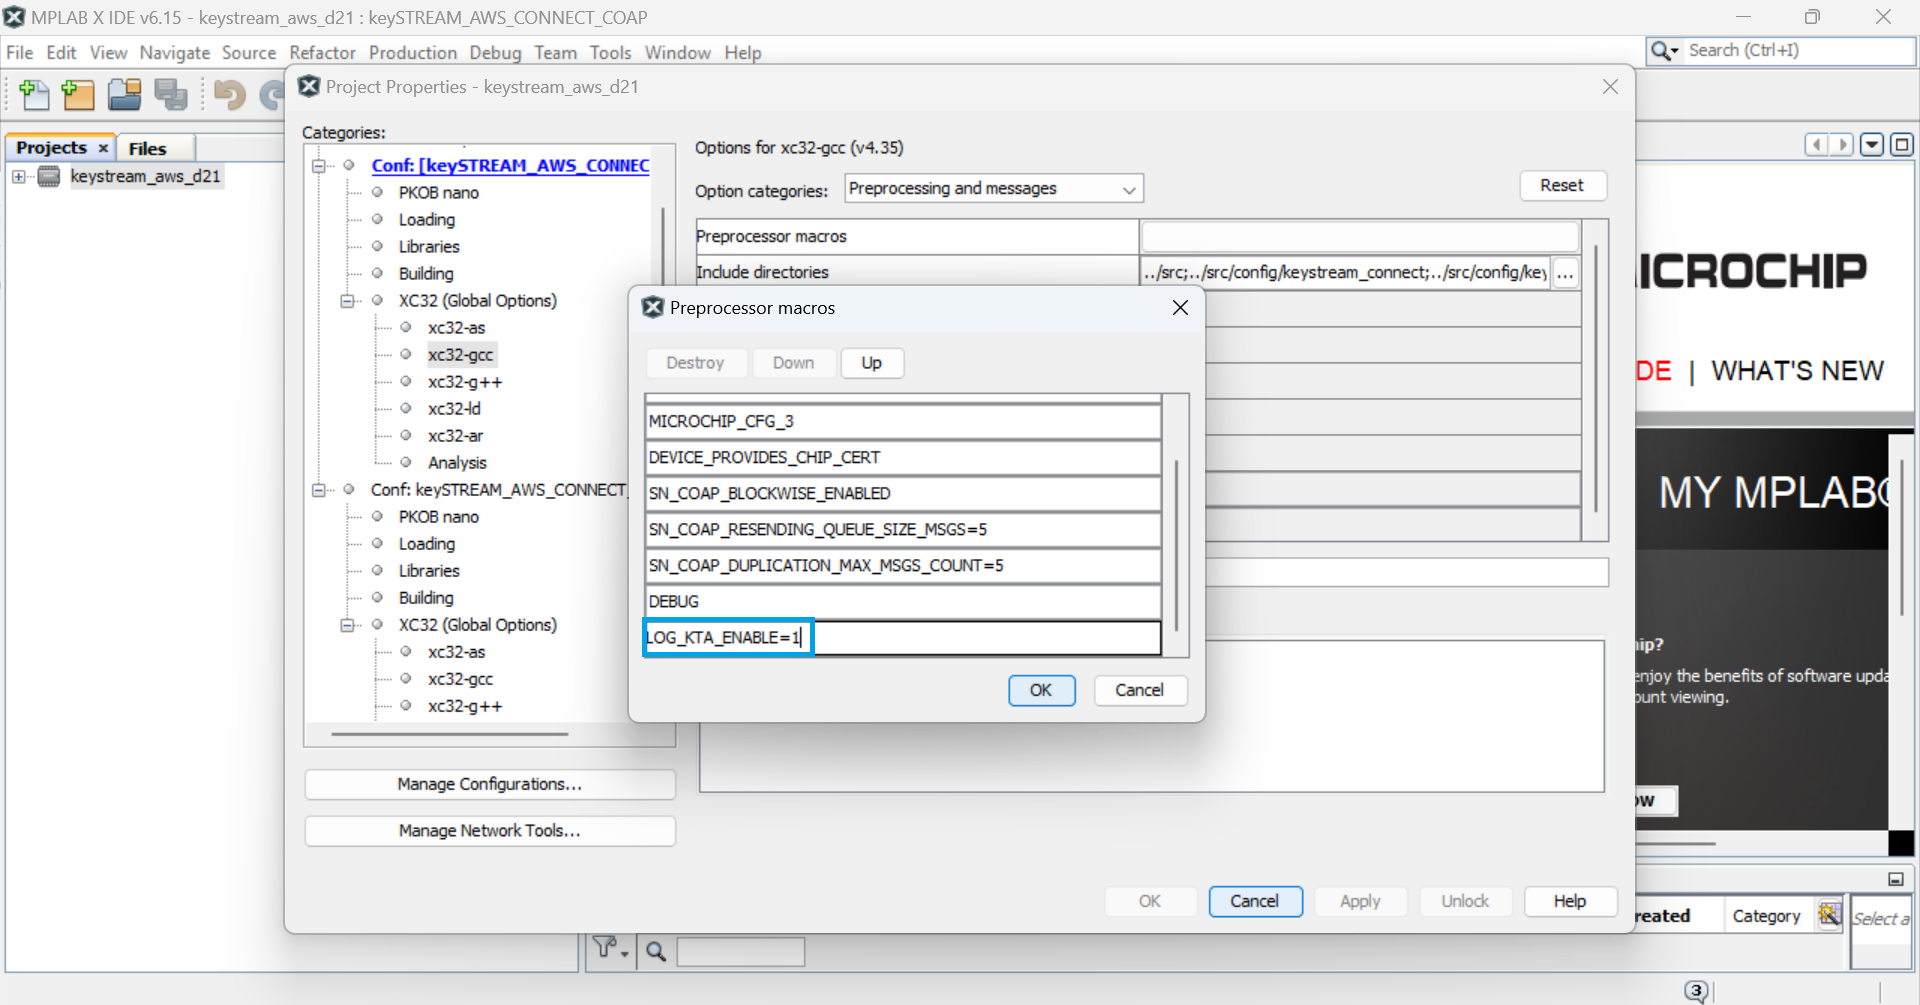 MPLAB X IDE v6.15 - keystream_aws_d21 : keySTREAM_AWS_CONNECT_COAP
File Edit View Navigate Source Refactor Production Debug Team Tools Window Help
Search (Ctrl+I)
Project Properties - keystream_aws_d21
Projects
Files
keystream_aws_d21
Categories:
Conf: [keySTREAM_AWS_CONNEC
PKOB nano
Loading
Libraries
Building
XC32 (Global Options)
xc32-as
xc32-gcc
xc32-g++
xc32-ld
xc32-ar
Analysis
Conf: keySTREAM_AWS_CONNECT_
PKOB nano
Loading
Libraries
Building
XC32 (Global Options)
xc32-as
xc32-gcc
xc32-g++
Manage Configurations...
Manage Network Tools...
Options for xc32-gcc (v4.35)
Option categories:
Preprocessing and messages
Reset
Preprocessor macros
Include directories
../src;../src/config/keystream_connect;../src/config/key
...
Preprocessor macros
Destroy
Down
Up
MICROCHIP_CFG_3
DEVICE_PROVIDES_CHIP_CERT
SN_COAP_BLOCKWISE_ENABLED
SN_COAP_RESENDING_QUEUE_SIZE_MSGS=5
SN_COAP_DUPLICATION_MAX_MSGS_COUNT=5
DEBUG
LOG_KTA_ENABLE=1
OK
Cancel
OK
Cancel
Apply
Unlock
Help
ICROCHIP
DE | WHAT'S NEW
MY MPLAB
ip?
enjoy the benefits of software upda
ount viewing.
ow
reated
Category
Select a
3